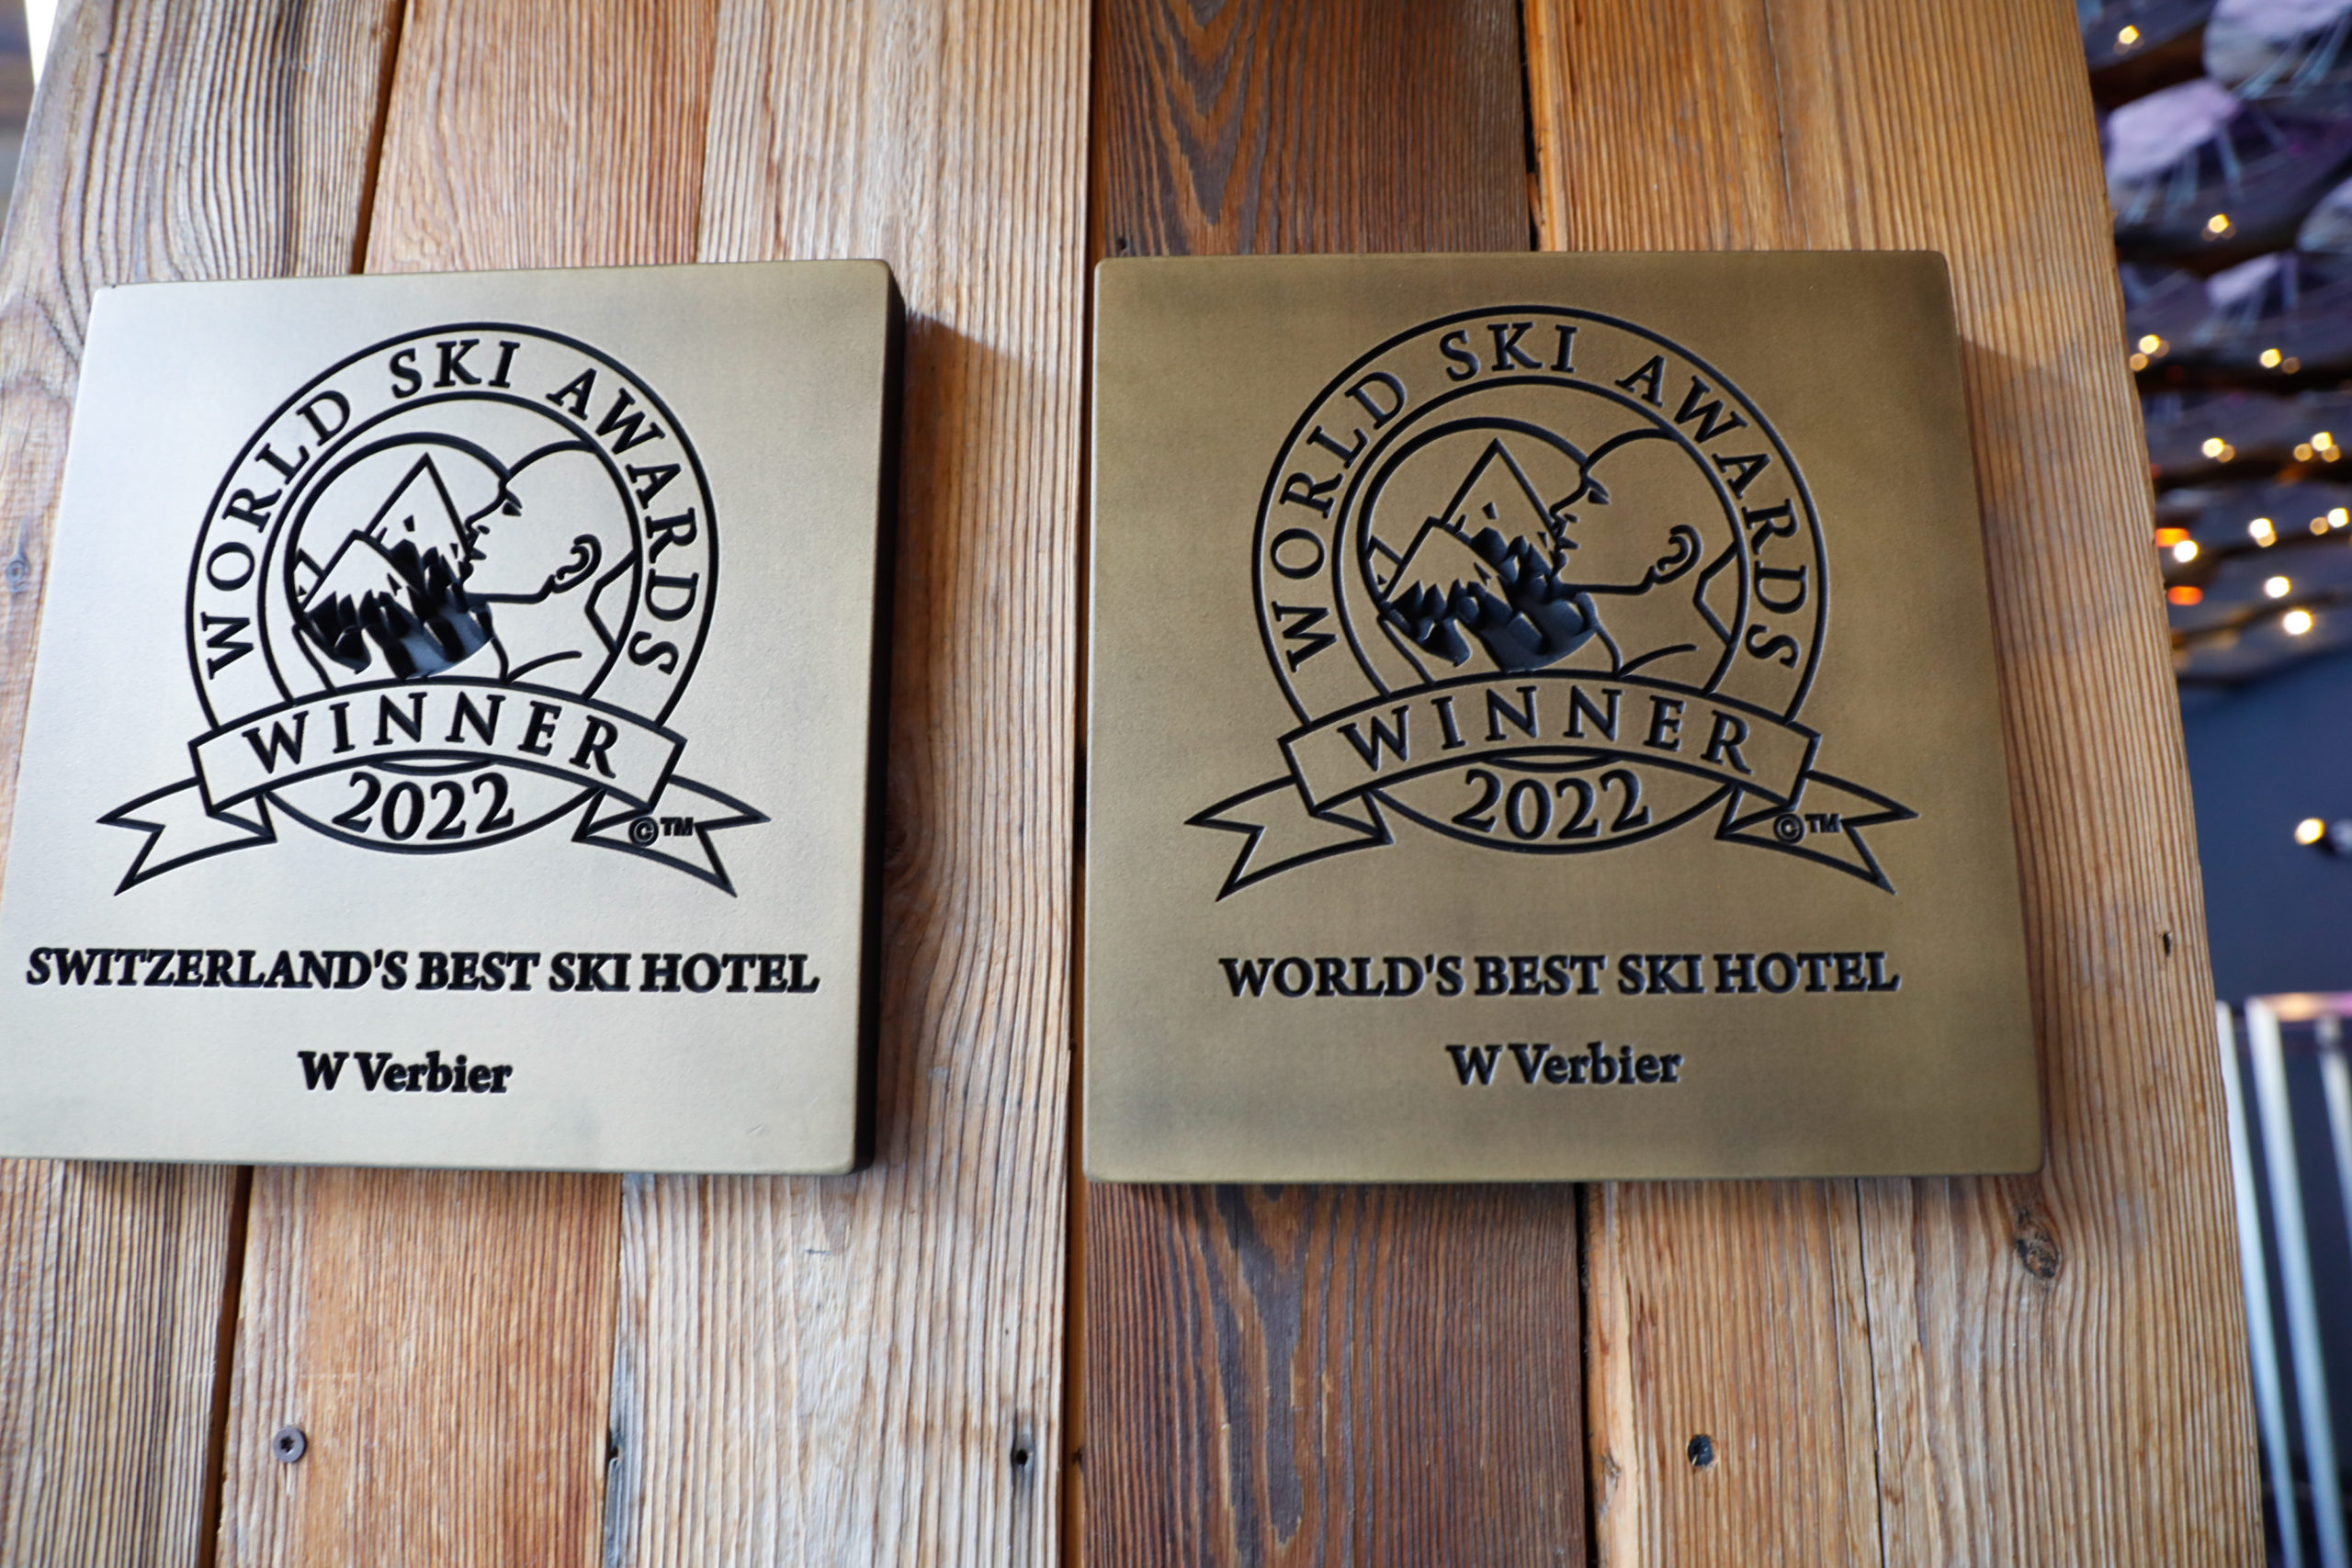 WORLD SKI AWARDS
WINNER
2022
©™
SWITZERLAND'S BEST SKI HOTEL
W Verbier
WORLD SKI AWARDS
WINNER
2022
©™
WORLD'S BEST SKI HOTEL
W Verbier